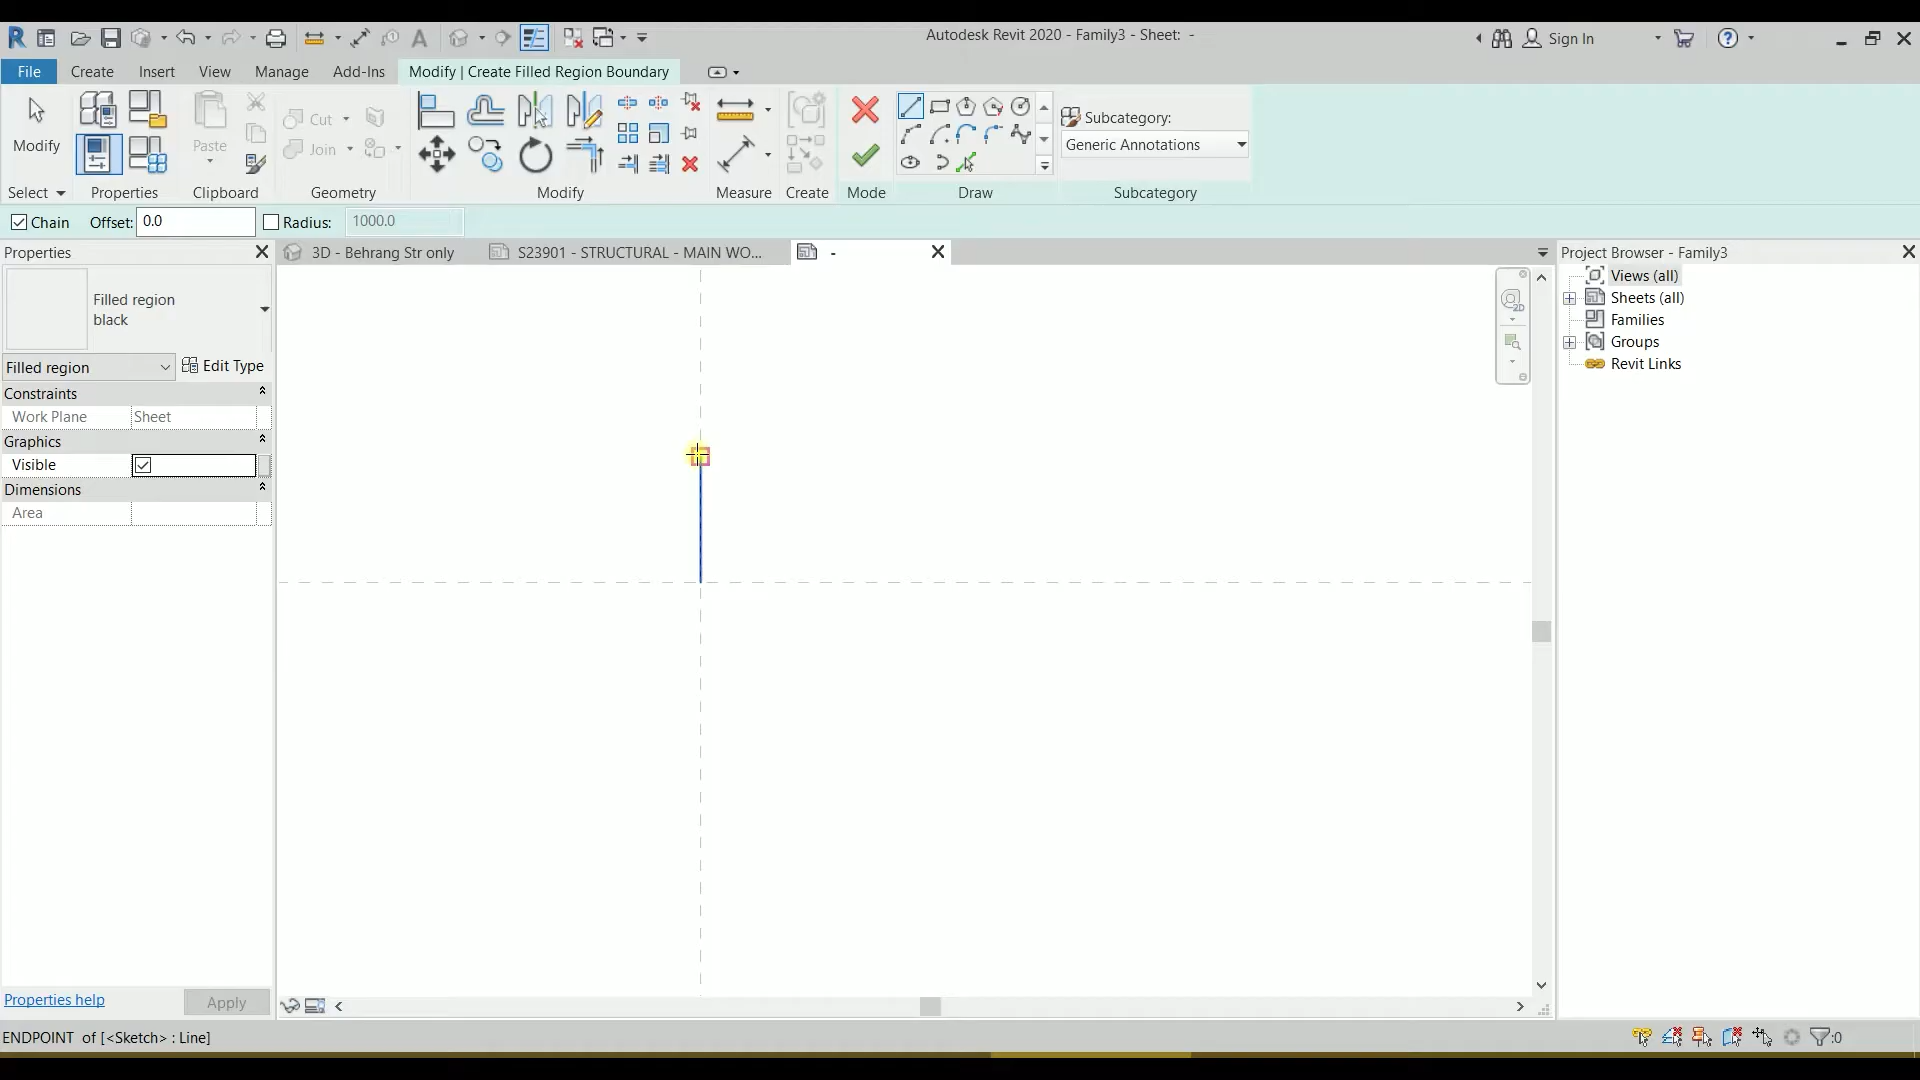 Autodesk Revit 2020 - Family3 - Sheet: -
Sign In
File Create Insert View Manage Add-Ins Modify | Create Filled Region Boundary
Modify
Paste
Cut
Join
Subcategory:
Generic Annotations
Select Properties Clipboard Geometry Modify Measure Create Mode Draw Subcategory
Chain Offset: 0.0 Radius: 1000.0
Properties
3D - Behrang Str only
S23901 - STRUCTURAL - MAIN WO...
-
Project Browser - Family3
Filled region
black
Filled region
Edit Type
Constraints
Work Plane Sheet
Graphics
Visible
Dimensions
Area
2D
Views (all)
Sheets (all)
Families
Groups
Revit Links
Properties help
Apply
ENDPOINT of [<Sketch> : Line]
:0